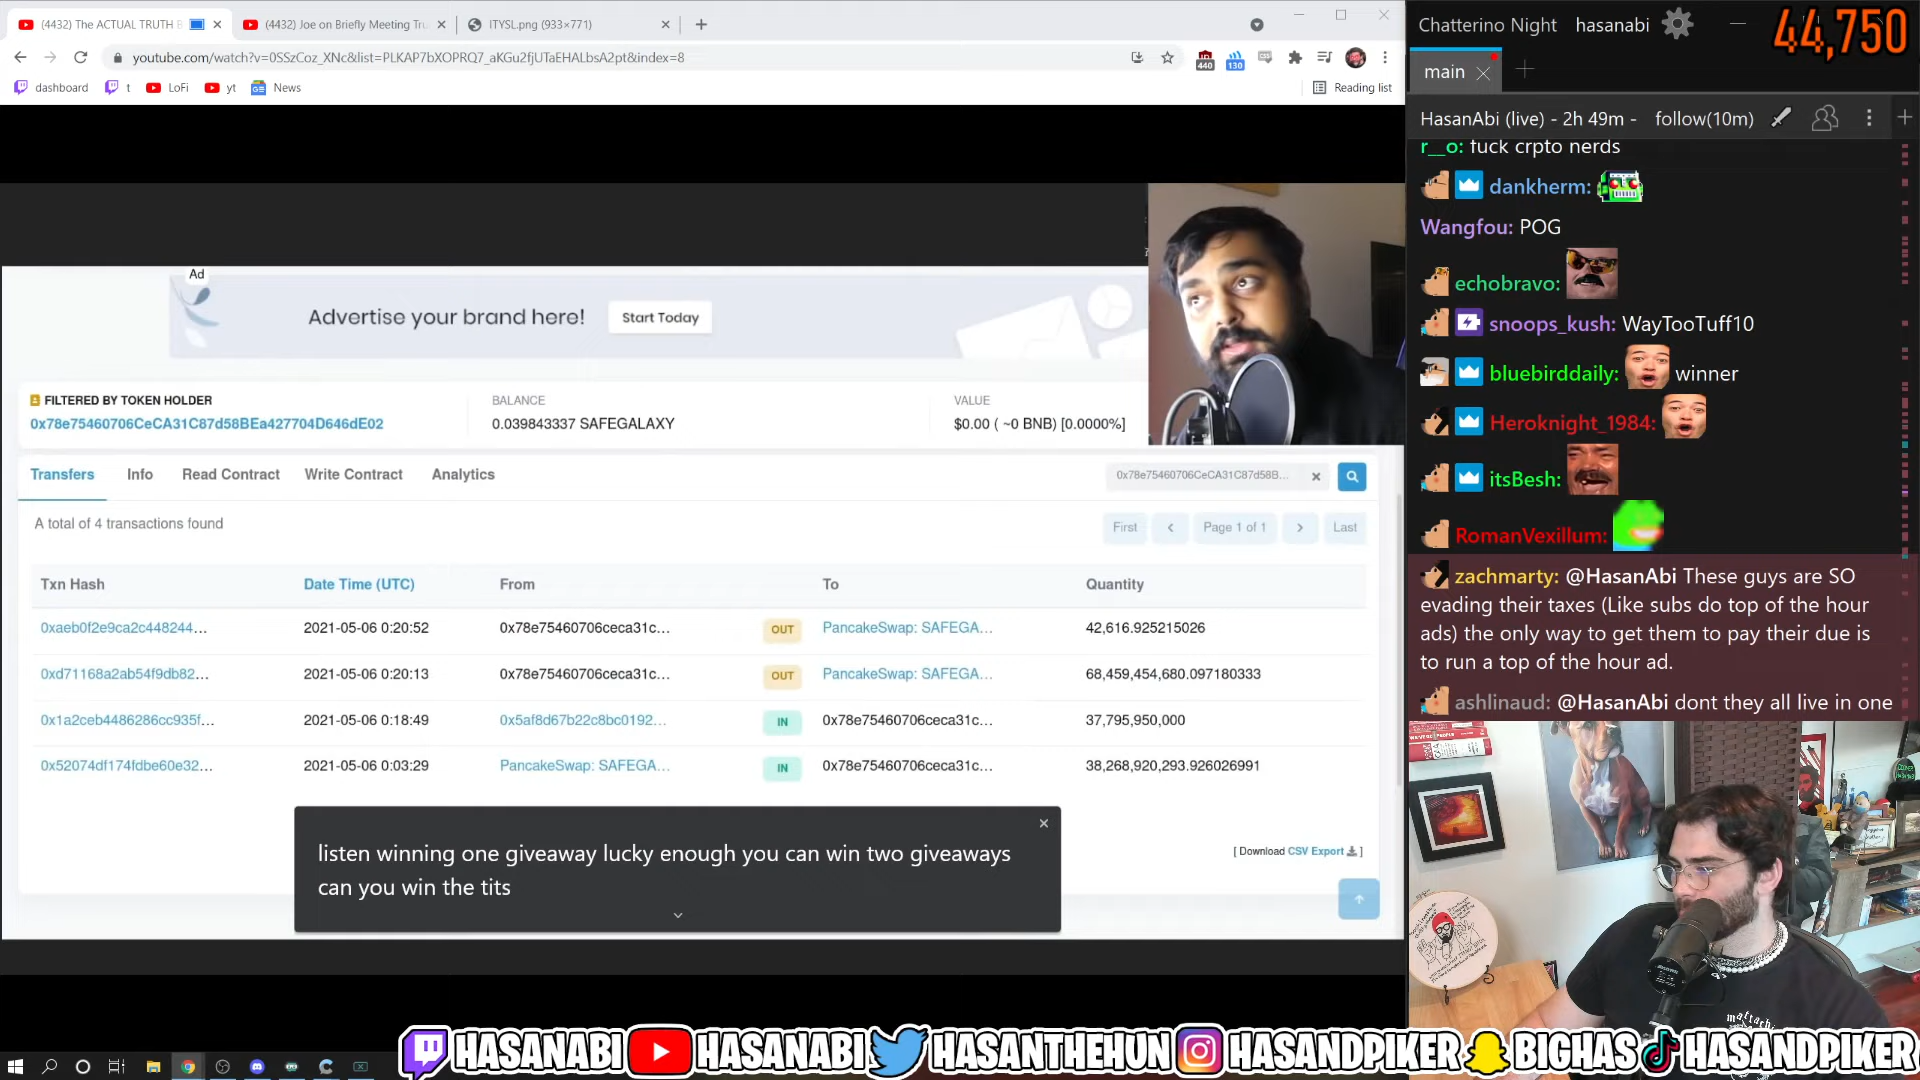 (4432) The ACTUAL TRUTH B
(4432) Joe on Briefly Meeting Tru
ITYSL.png (933×771)
youtube.com/watch?v=0SSzCoz_XNc&list=PLKAP7bXOPRQ7_aKGu2fjUTaEHALbsA2pt&index=8
440
130
dashboard
t
LoFi
yt
News
Reading list
Ad
Advertise your brand here!
Start Today
FILTERED BY TOKEN HOLDER
0x78e75460706CeCA31C87d58BEa427704D646dE02
BALANCE
0.039843337 SAFEGALAXY
VALUE
$0.00 ( ~0 BNB) [0.0000%]
Transfers Info Read Contract Write Contract Analytics
0x78e75460706CeCA31C87d58B...
A total of 4 transactions found
First Page 1 of 1 Last
Txn Hash Date Time (UTC) From To Quantity
0xaeb0f2e9ca2c448244... 2021-05-06 0:20:52 0x78e75460706ceca31c... OUT PancakeSwap: SAFEGA... 42,616.925215026
0xd71168a2ab54f9db82... 2021-05-06 0:20:13 0x78e75460706ceca31c... OUT PancakeSwap: SAFEGA... 68,459,454,680.097180333
0x1a2ceb4486286cc935f... 2021-05-06 0:18:49 0x5af8d67b22c8bc0192... IN 0x78e75460706ceca31c... 37,795,950,000
0x52074df174fdbe60e32... 2021-05-06 0:03:29 PancakeSwap: SAFEGA... IN 0x78e75460706ceca31c... 38,268,920,293.926026991
[ Download CSV Export ]
listen winning one giveaway lucky enough you can win two giveaways
can you win the tits
Chatterino Night hasanabi
44,750
main
HasanAbi (live) - 2h 49m - follow(10m)
r__o: fuck crpto nerds
dankherm:
Wangfou: POG
echobravo:
snoops_kush: WayTooTuff10
bluebirddaily: winner
Heroknight_1984:
itsBesh:
RomanVexillum:
zachmarty: @HasanAbi These guys are SO
evading their taxes (Like subs do top of the hour
ads) the only way to get them to pay their due is
to run a top of the hour ad.
ashlinaud: @HasanAbi dont they all live in one
HASANABI HASANABI HASANTHEHUN HASANDPIKER BIGHAS HASANDPIKER